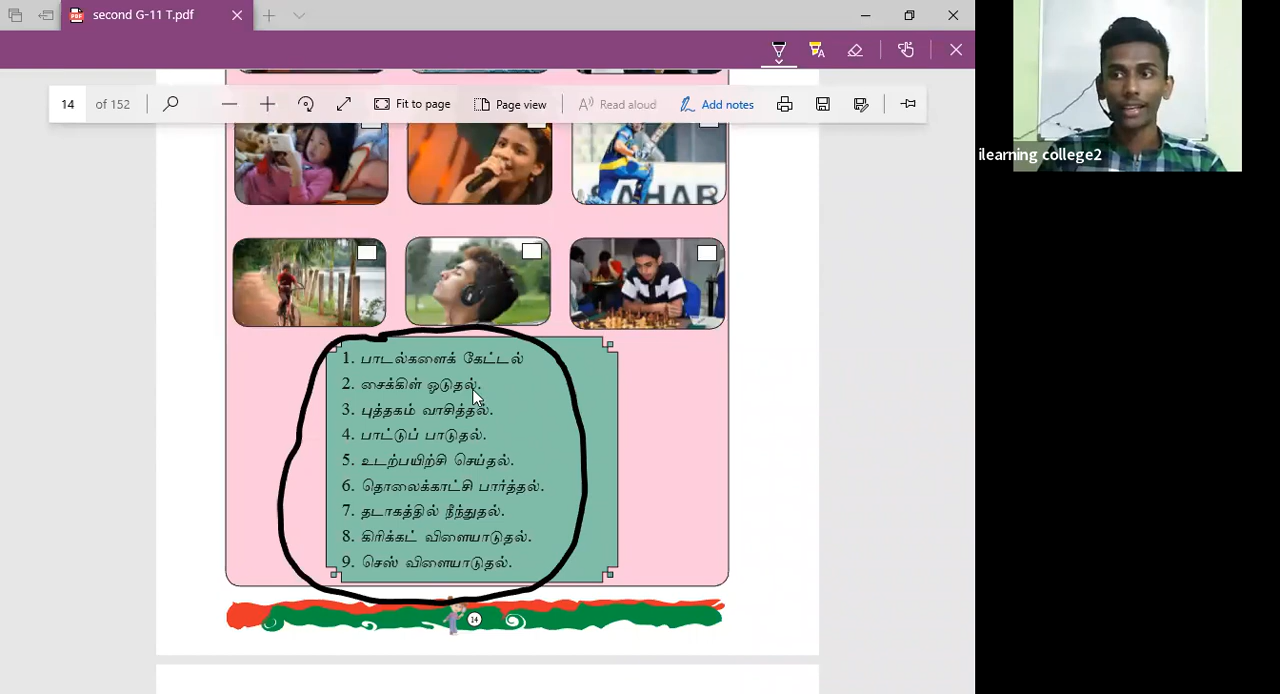 second G-11 T.pdf
14 of 152 Fit to page Page view Read aloud Add notes
SAHAR
1. பாடல்களைக் கேட்டல்
2. சைக்கிள் ஓடுதல்.
3. புத்தகம் வாசித்தல்.
4. பாட்டுப் பாடுதல்.
5. உடற்பயிற்சி செய்தல்.
6. தொலைக்காட்சி பார்த்தல்.
7. தடாகத்தில் நீந்துதல்.
8. கிரிக்கட் விளையாடுதல்.
9. செஸ் விளையாடுதல்.
14
ilearning college2